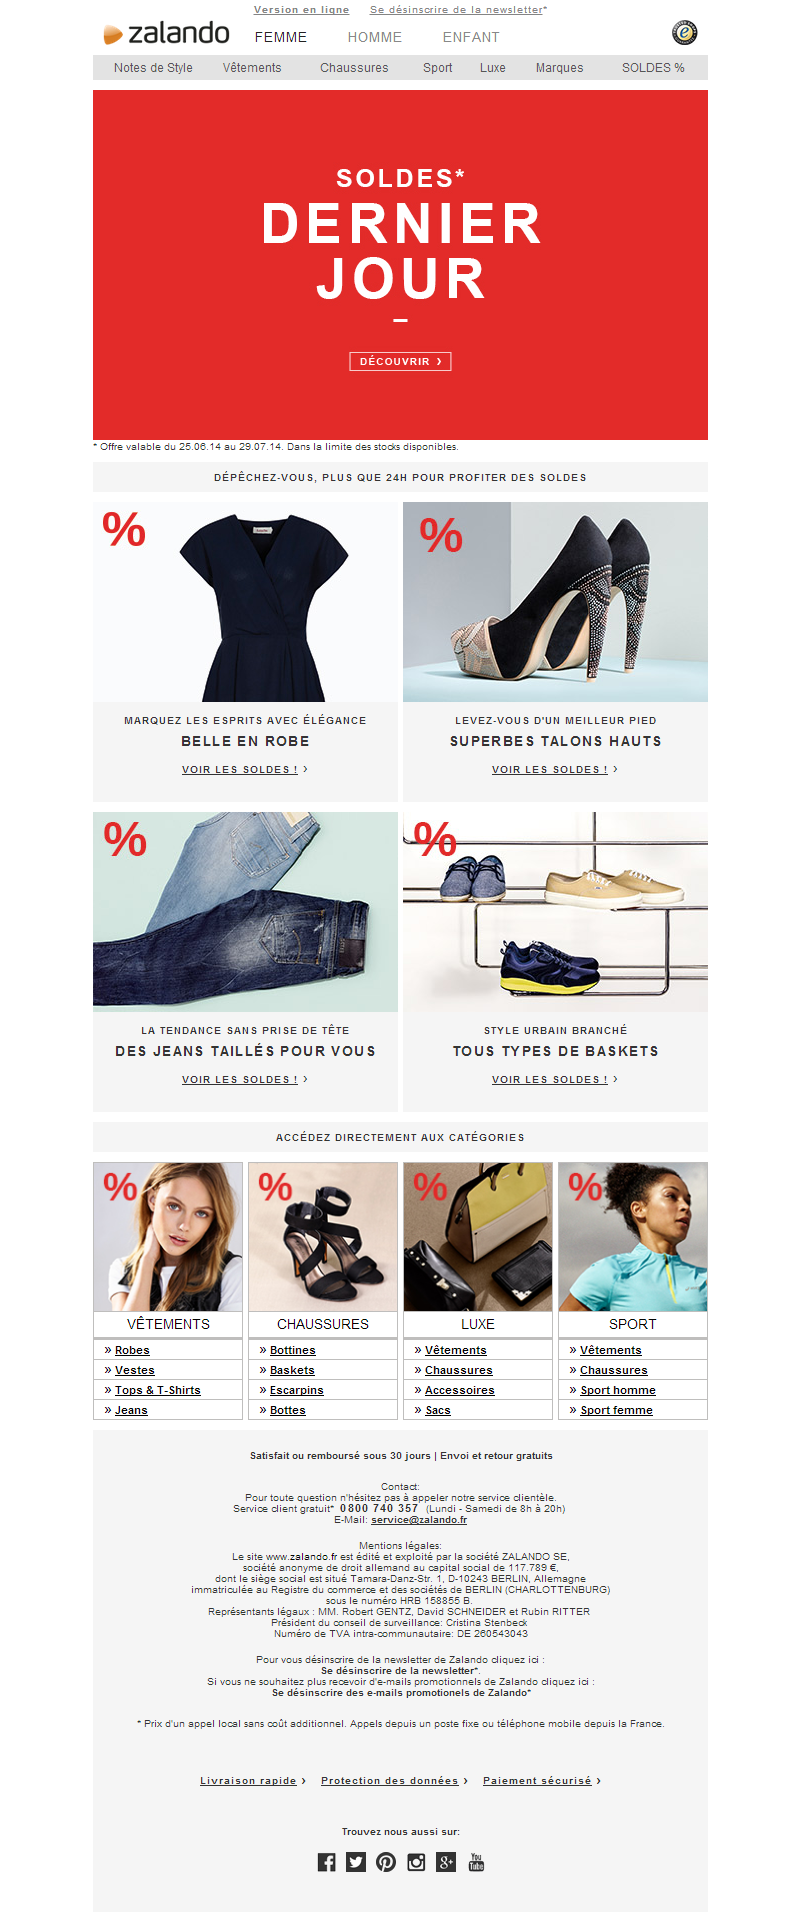 Version en ligne Se désinscrire de la newsletter*
zalando FEMME HOMME ENFANT
Notes de Style Vêtements Chaussures Sport Luxe Marques SOLDES %
SOLDES*
DERNIER
JOUR
DÉCOUVRIR ›
* Offre valable du 25.06.14 au 29.07.14. Dans la limite des stocks disponibles.
DÉPÊCHEZ-VOUS, PLUS QUE 24H POUR PROFITER DES SOLDES
% %
MARQUEZ LES ESPRITS AVEC ÉLÉGANCE
BELLE EN ROBE
VOIR LES SOLDES ! ›
LEVEZ-VOUS D'UN MEILLEUR PIED
SUPERBES TALONS HAUTS
VOIR LES SOLDES ! ›
% %
LA TENDANCE SANS PRISE DE TÊTE
DES JEANS TAILLÉS POUR VOUS
VOIR LES SOLDES ! ›
STYLE URBAIN BRANCHÉ
TOUS TYPES DE BASKETS
VOIR LES SOLDES ! ›
ACCÉDEZ DIRECTEMENT AUX CATÉGORIES
% % % %
VÊTEMENTS
» Robes
» Vestes
» Tops & T-Shirts
» Jeans
CHAUSSURES
» Bottines
» Baskets
» Escarpins
» Bottes
LUXE
» Vêtements
» Chaussures
» Accessoires
» Sacs
SPORT
» Vêtements
» Chaussures
» Sport homme
» Sport femme
Satisfait ou remboursé sous 30 jours | Envoi et retour gratuits
Contact:
Pour toute question n'hésitez pas à appeler notre service clientèle.
Service client gratuit* 0800 740 357 (Lundi - Samedi de 8h à 20h)
E-Mail: service@zalando.fr
Mentions légales:
Le site www.zalando.fr est édité et exploité par la société ZALANDO SE,
société anonyme de droit allemand au capital social de 117.789 €,
dont le siège social est situé Tamara-Danz-Str. 1, D-10243 BERLIN, Allemagne
immatriculée au Registre du commerce et des sociétés de BERLIN (CHARLOTTENBURG)
sous le numéro HRB 158855 B.
Représentants légaux : MM. Robert GENTZ, David SCHNEIDER et Rubin RITTER
Président du conseil de surveillance: Cristina Stenbeck
Numéro de TVA intra-communautaire: DE 260543043
Pour vous désinscrire de la newsletter de Zalando cliquez ici :
Se désinscrire de la newsletter*.
Si vous ne souhaitez plus recevoir d'e-mails promotionnels de Zalando cliquez ici :
Se désinscrire des e-mails promotionels de Zalando*
* Prix d'un appel local sans coût additionnel. Appels depuis un poste fixe ou téléphone mobile depuis la France.
Livraison rapide › Protection des données › Paiement sécurisé ›
Trouvez nous aussi sur:
You
Tube